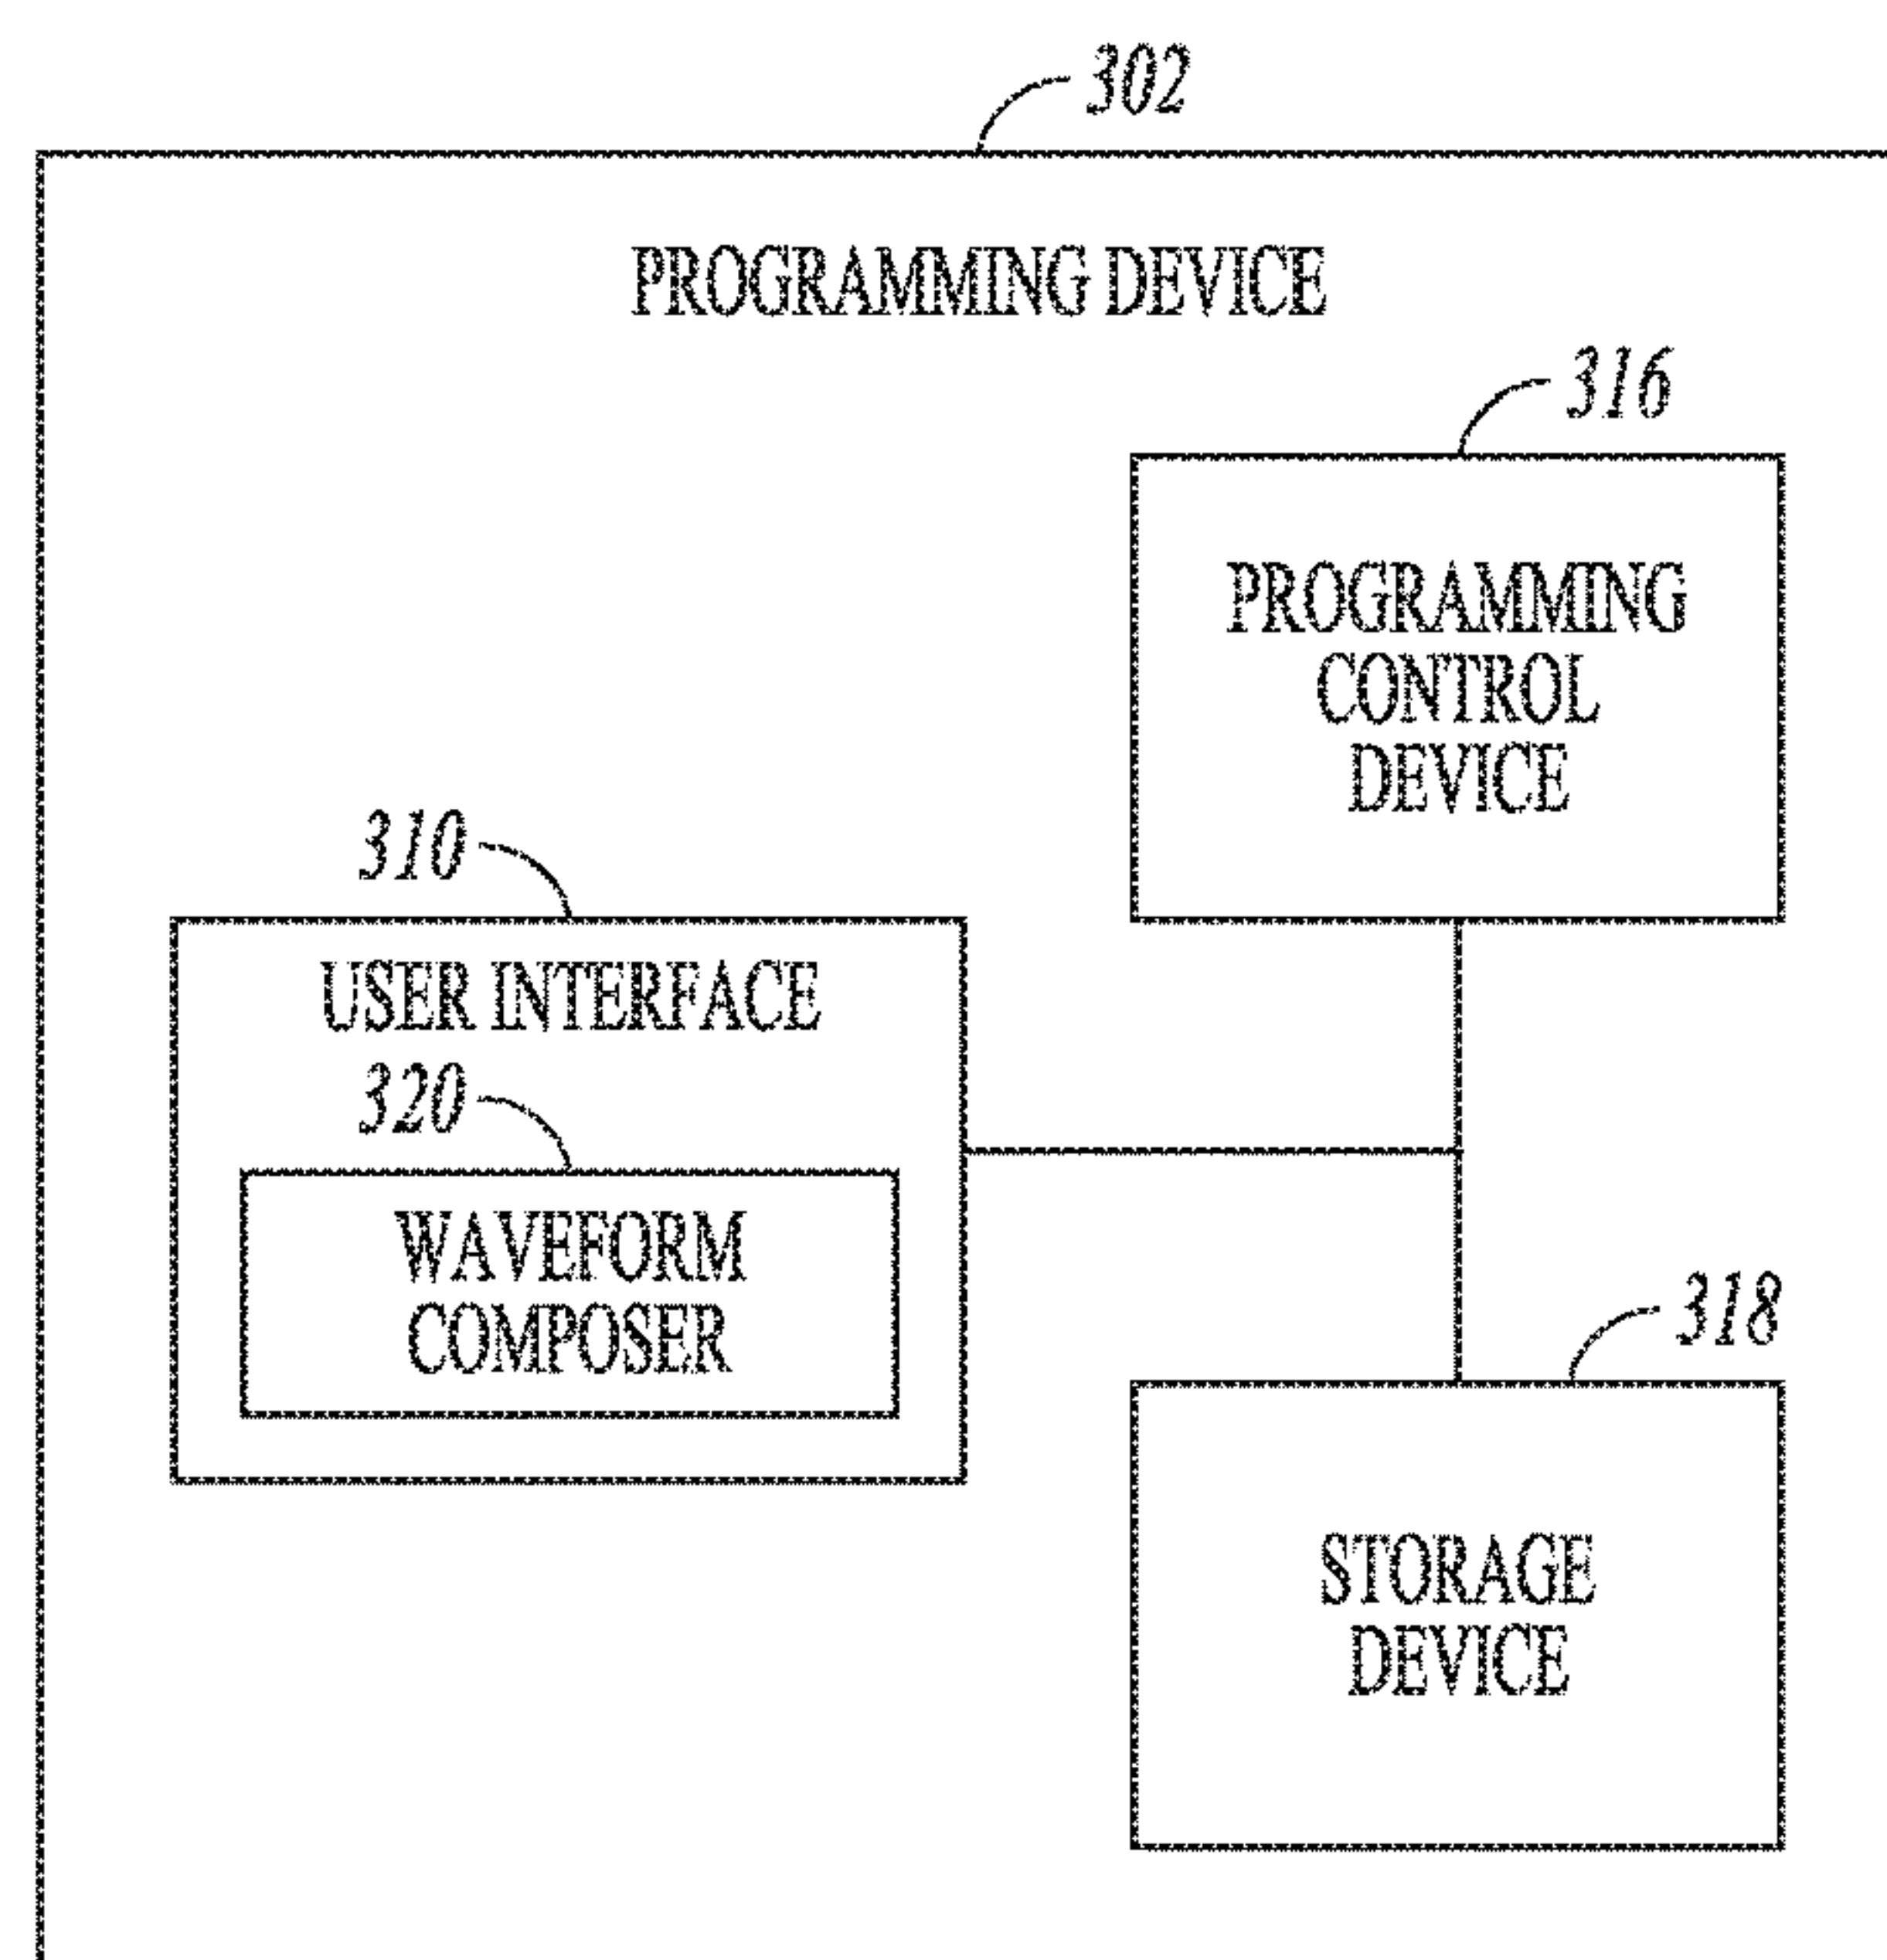 302
PROGRAMMING DEVICE
316
PROGRAMMING
CONTROL
DEVICE
310
USER INTERFACE
320
WAVEFORM
COMPOSER
318
STORAGE
DEVICE